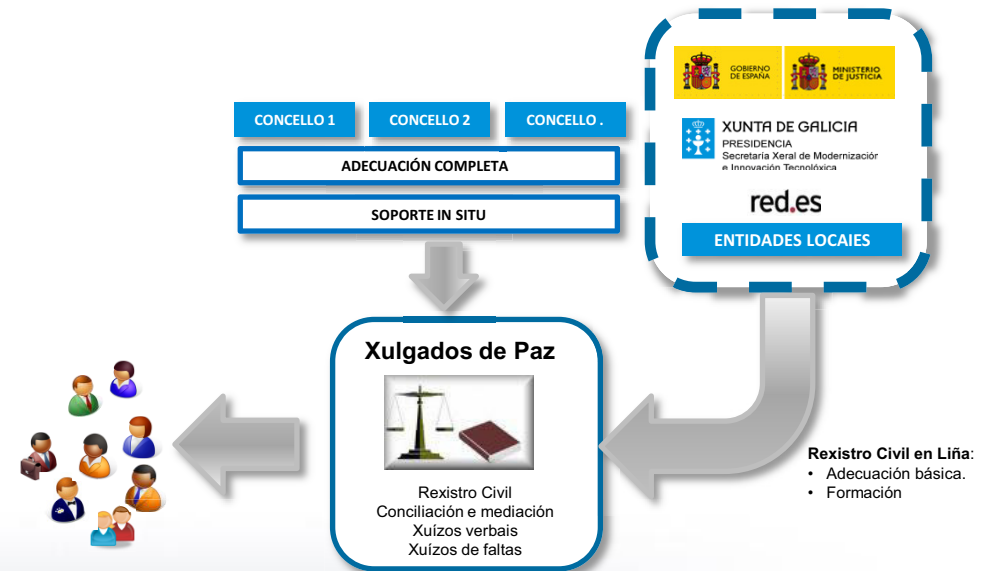 GOBIERNO
DE ESPAÑA
MINISTERIO
DE JUSTICIA
XUNTA DE GALICIA
PRESIDENCIA
Secretaría Xeral de Modernización
e Innovación Tecnolóxica
red.es
ENTIDADES LOCAIES
CONCELLO 1
CONCELLO 2
CONCELLO .
ADECUACIÓN COMPLETA
SOPORTE IN SITU
Xulgados de Paz
Rexistro Civil
Conciliación e mediación
Xuízos verbais
Xuízos de faltas
Rexistro Civil en Liña:
• Adecuación básica.
• Formación